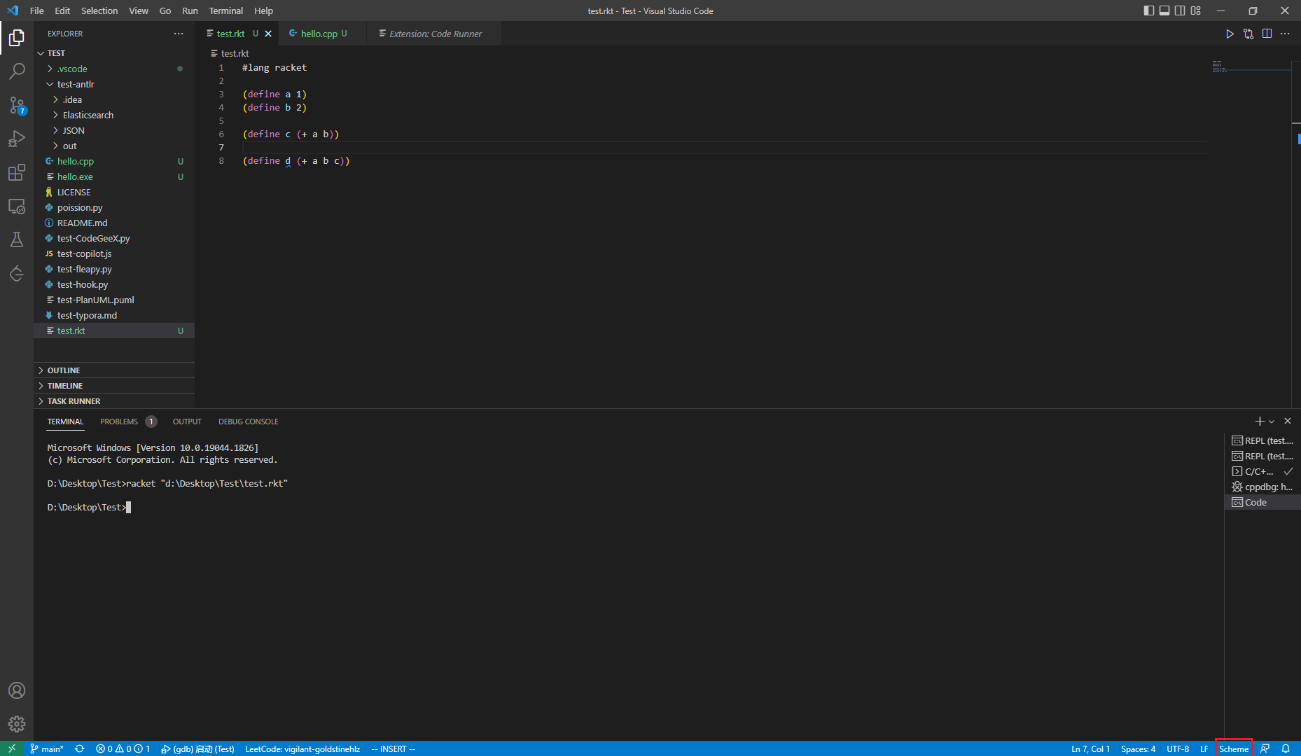 File Edit Selection View Go Run Terminal Help
test.rkt - Test - Visual Studio Code
EXPLORER
TEST
.vscode
test-antlr
.idea
Elasticsearch
JSON
out
hello.cpp U
hello.exe U
LICENSE
poission.py
README.md
test-CodeGeeX.py
JS test-copilot.js
test-fleapy.py
test-hook.py
test-PlanUML.puml
test-typora.md
test.rkt U
OUTLINE
TIMELINE
TASK RUNNER
test.rkt U
hello.cpp U
Extension: Code Runner
test.rkt
1 #lang racket
2
3 (define a 1)
4 (define b 2)
5
6 (define c (+ a b))
7
8 (define d (+ a b c))
TERMINAL PROBLEMS 1 OUTPUT DEBUG CONSOLE
Microsoft Windows [Version 10.0.19044.1826]
(c) Microsoft Corporation. All rights reserved.
D:\Desktop\Test>racket "d:\Desktop\Test\test.rkt"
D:\Desktop\Test>
REPL (test....
REPL (test....
C/C+...
cppdbg: h...
Code
7
main* 0 0 1 (gdb) 启动 (Test) LeetCode: vigilant-goldstinehlz -- INSERT -- Ln 7, Col 1 Spaces: 4 UTF-8 LF Scheme